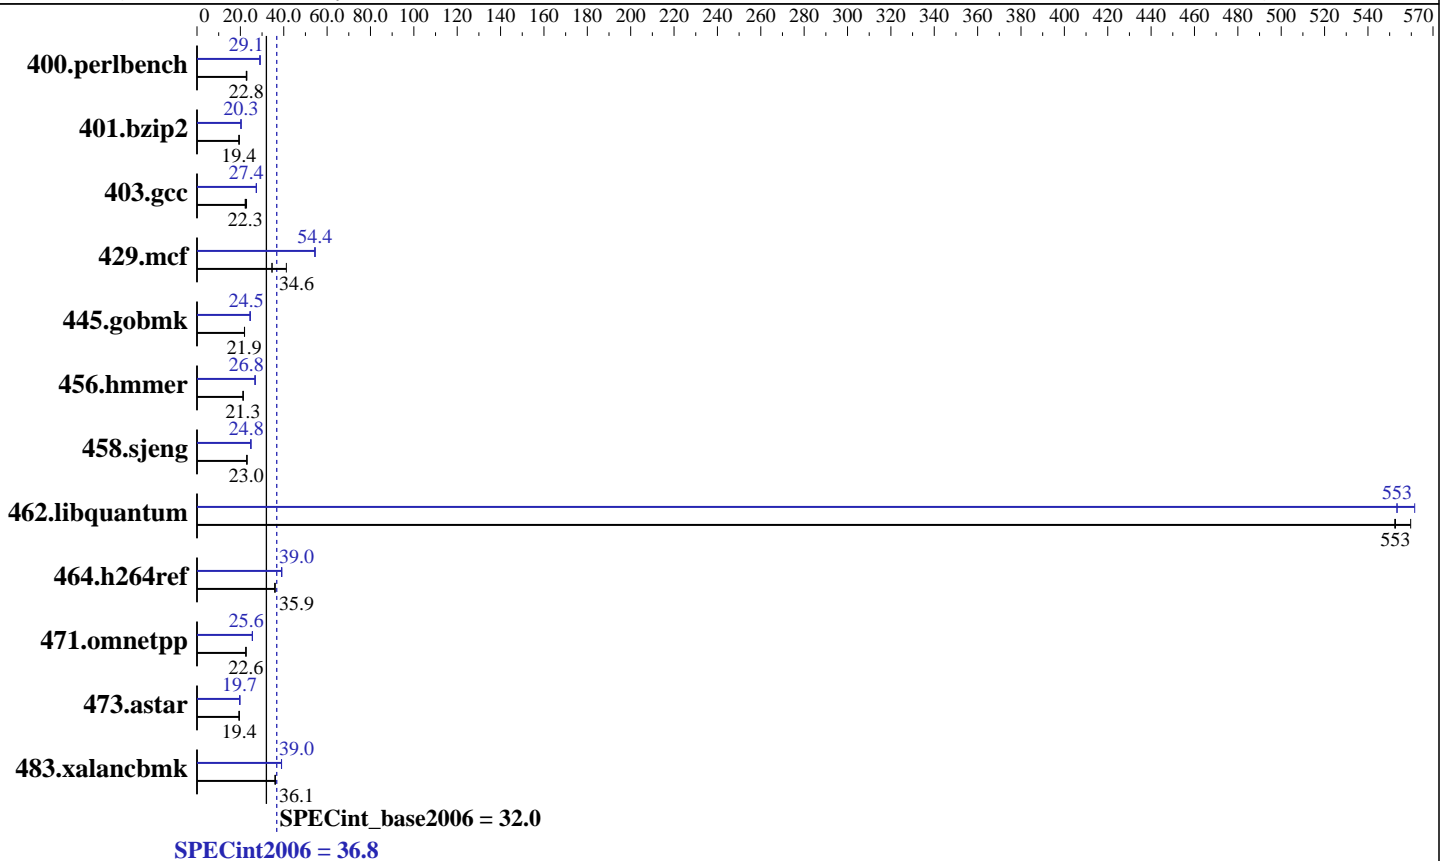 0 20.0 40.0 60.0 80.0 100 120 140 160 180 200 220 240 260 280 300 320 340 360 380 400 420 440 460 480 500 520 540 570
29.1
400.perlbench
22.8
20.3
401.bzip2
19.4
27.4
403.gcc
22.3
54.4
429.mcf
34.6
24.5
445.gobmk
21.9
26.8
456.hmmer
21.3
24.8
458.sjeng
23.0
553
462.libquantum
553
39.0
464.h264ref
35.9
25.6
471.omnetpp
22.6
19.7
473.astar
19.4
39.0
483.xalancbmk
36.1
SPECint_base2006 = 32.0
SPECint2006 = 36.8